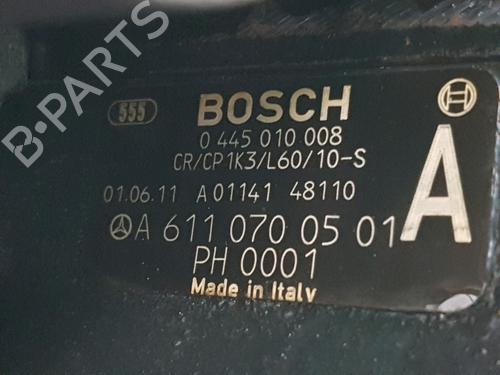 B-PARTS
555 BOSCH
0 445 010 008
CR/CP1K3/L60/10-S
01.06.11 A01141 48110
A 611 070 05 01 A
PH 0001
Made in Italy